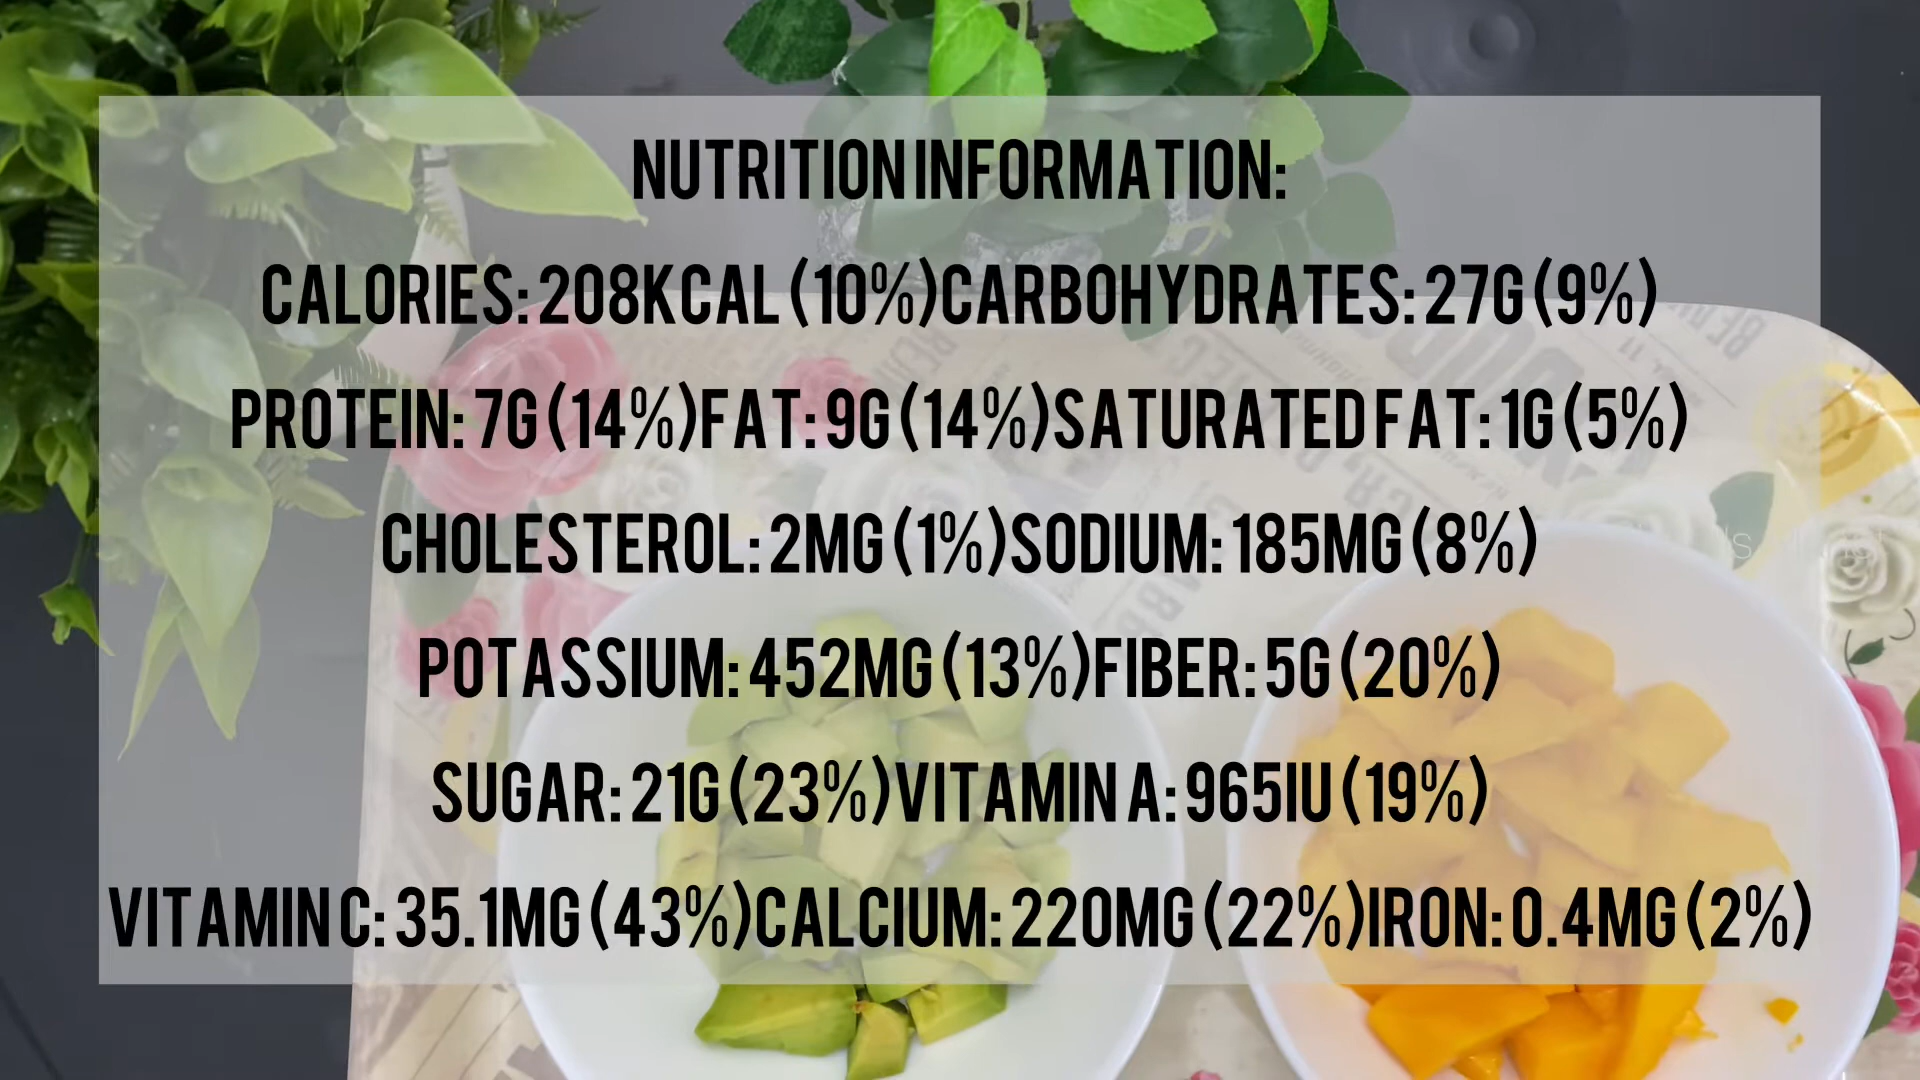 NUTRITION INFORMATION:
CALORIES: 208KCAL (10%)CARBOHYDRATES: 27G (9%)
PROTEIN: 7G (14%)FAT: 9G (14%)SATURATED FAT: 1G (5%)
CHOLESTEROL: 2MG (1%)SODIUM: 185MG (8%)
POTASSIUM: 452MG (13%)FIBER: 5G (20%)
SUGAR: 21G (23%)VITAMIN A: 965IU (19%)
VITAMIN C: 35.1MG (43%)CALCIUM: 220MG (22%)IRON: 0.4MG (2%)